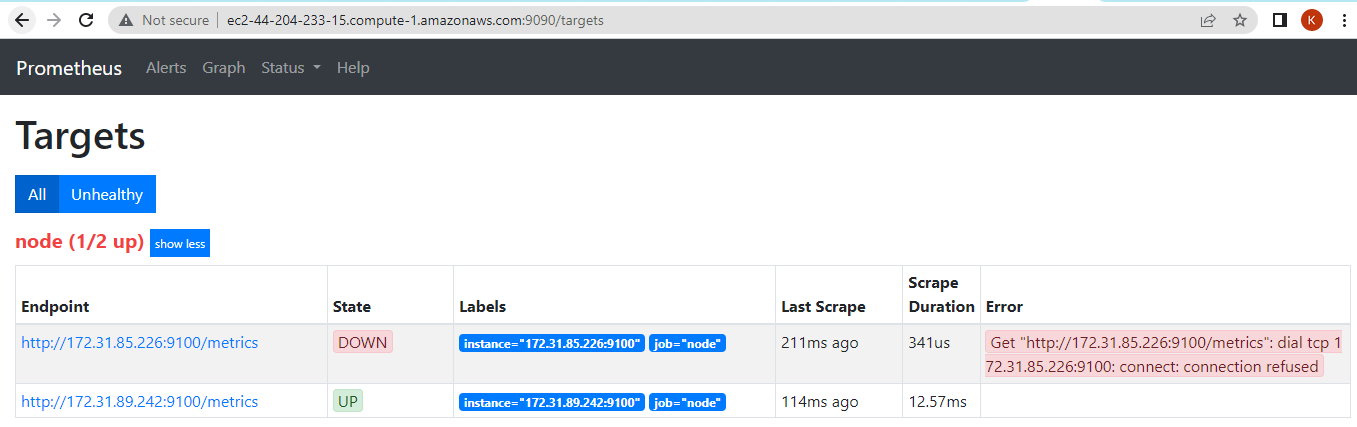 Not secure ec2-44-204-233-15.compute-1.amazonaws.com:9090/targets K
Prometheus Alerts Graph Status Help
Targets
All Unhealthy
node (1/2 up) show less
Endpoint State Labels Last Scrape Scrape Duration Error
http://172.31.85.226:9100/metrics DOWN instance="172.31.85.226:9100" job="node" 211ms ago 341us Get "http://172.31.85.226:9100/metrics": dial tcp 1
72.31.85.226:9100: connect: connection refused
http://172.31.89.242:9100/metrics UP instance="172.31.89.242:9100" job="node" 114ms ago 12.57ms